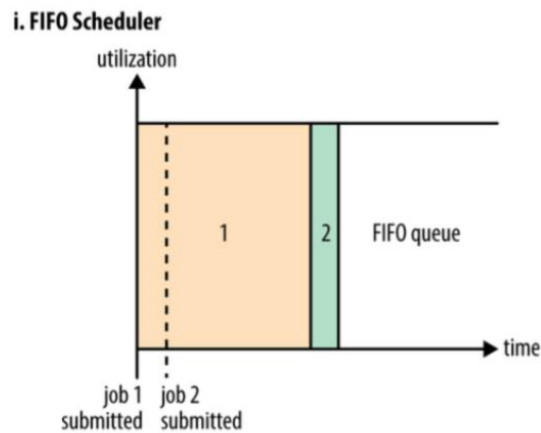 i. FIFO Scheduler
utilization
1
2
FIFO queue
time
job 1
submitted
job 2
submitted